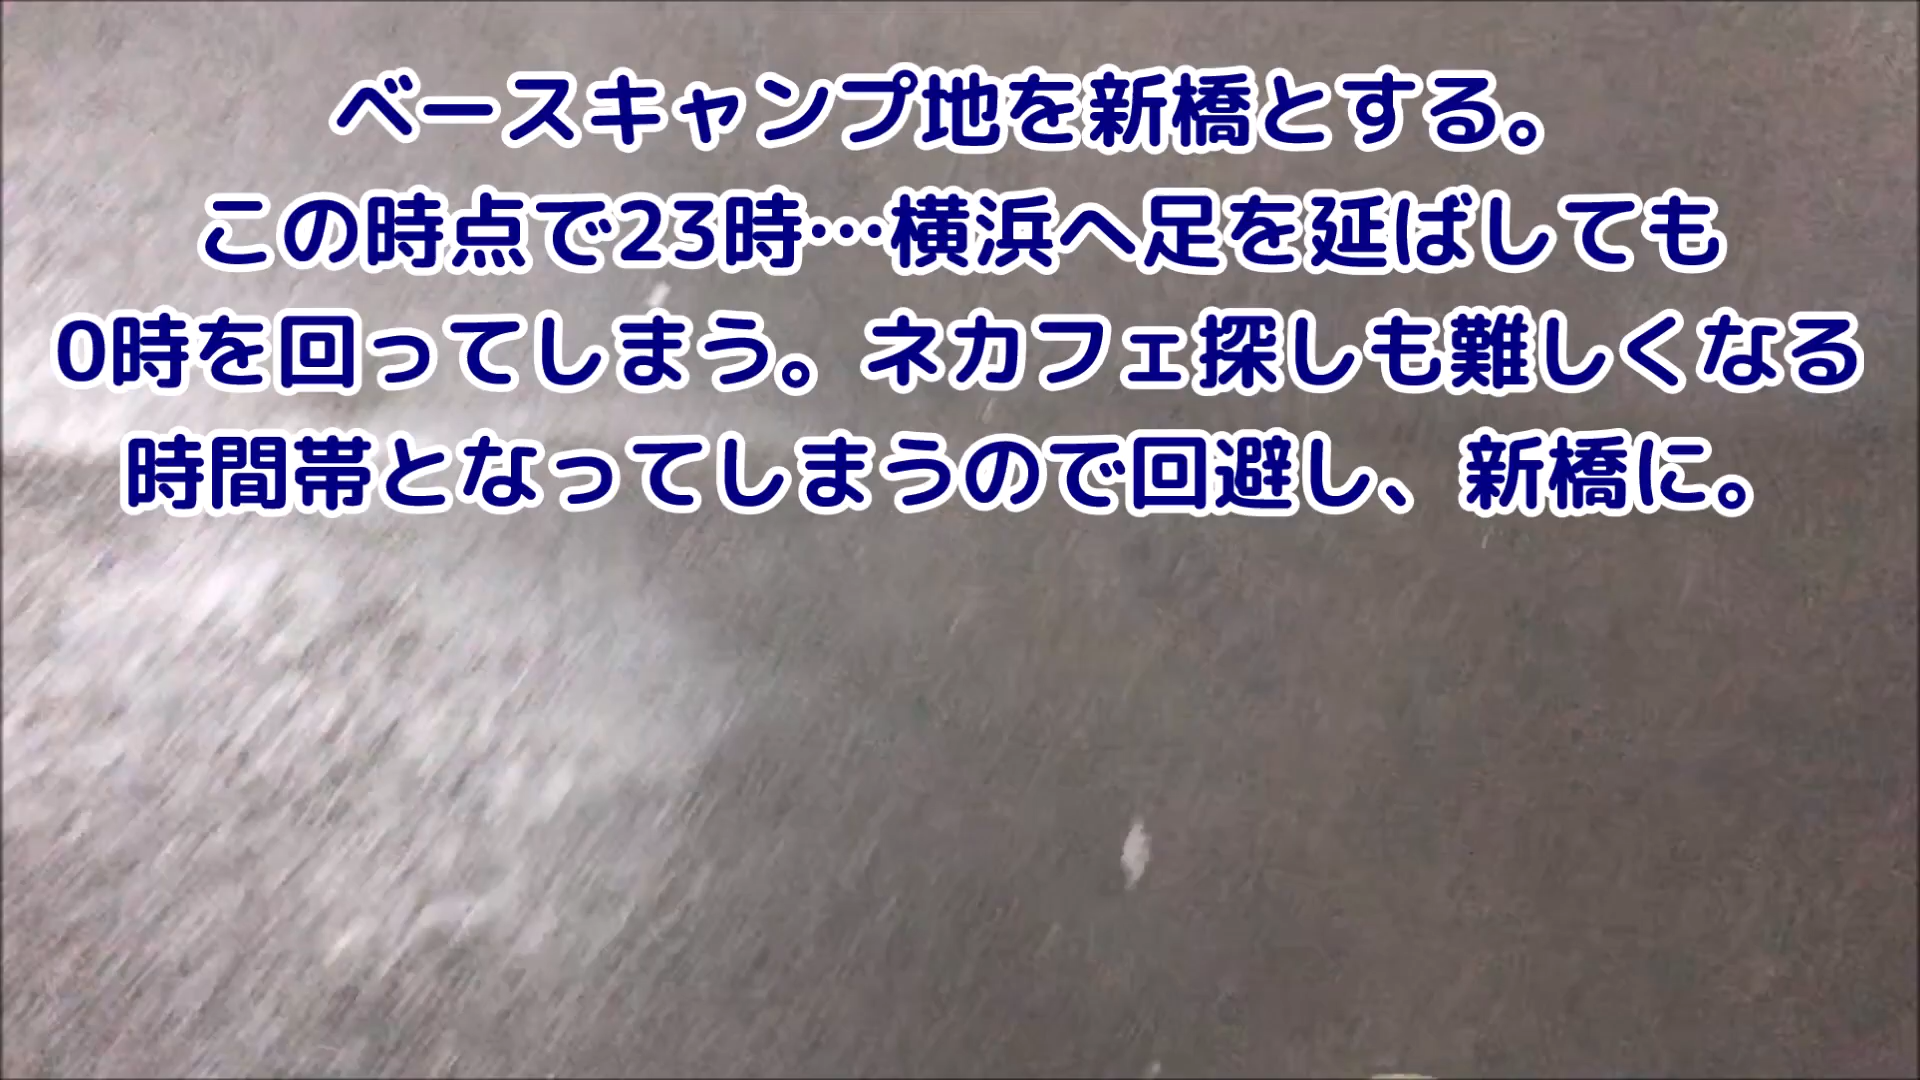 ベースキャンプ地を新橋とする。
この時点で23時…横浜へ足を延ばしても
0時を回ってしまう。ネカフェ探しも難しくなる
時間帯となってしまうので回避し、新橋に。